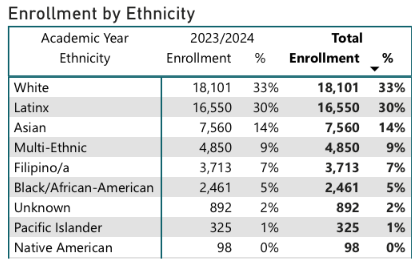 Enrollment by Ethnicity
Academic Year 2023/2024 Total
Ethnicity Enrollment % Enrollment %
White 18,101 33% 18,101 33%
Latinx 16,550 30% 16,550 30%
Asian 7,560 14% 7,560 14%
Multi-Ethnic 4,850 9% 4,850 9%
Filipino/a 3,713 7% 3,713 7%
Black/African-American 2,461 5% 2,461 5%
Unknown 892 2% 892 2%
Pacific Islander 325 1% 325 1%
Native American 98 0% 98 0%